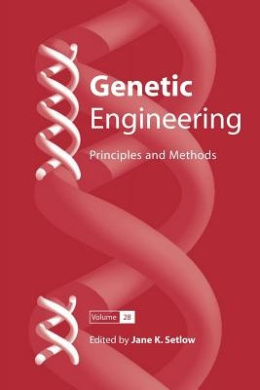 Genetic
Engineering
Principles and Methods
Volume 28
Edited by Jane K. Setlow